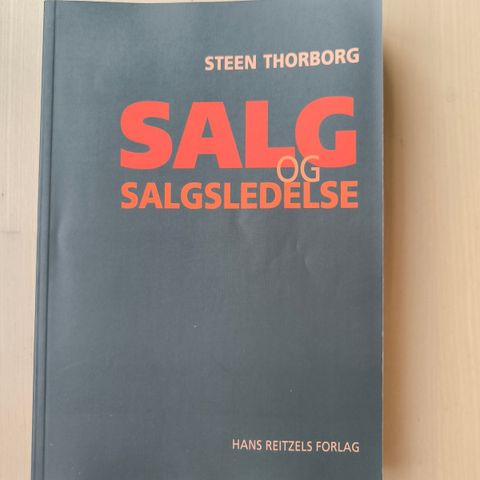 STEEN THORBORG
SALG
OG
SALGSLEDELSE
HANS REITZELS FORLAG